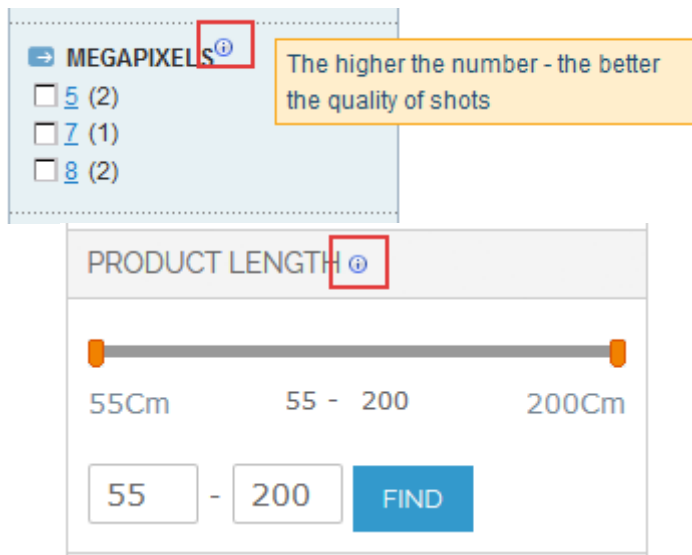 MEGAPIXELS
The higher the number - the better
the quality of shots
5 (2)
7 (1)
8 (2)
PRODUCT LENGTH
55Cm 55 - 200 200Cm
55 - 200 FIND